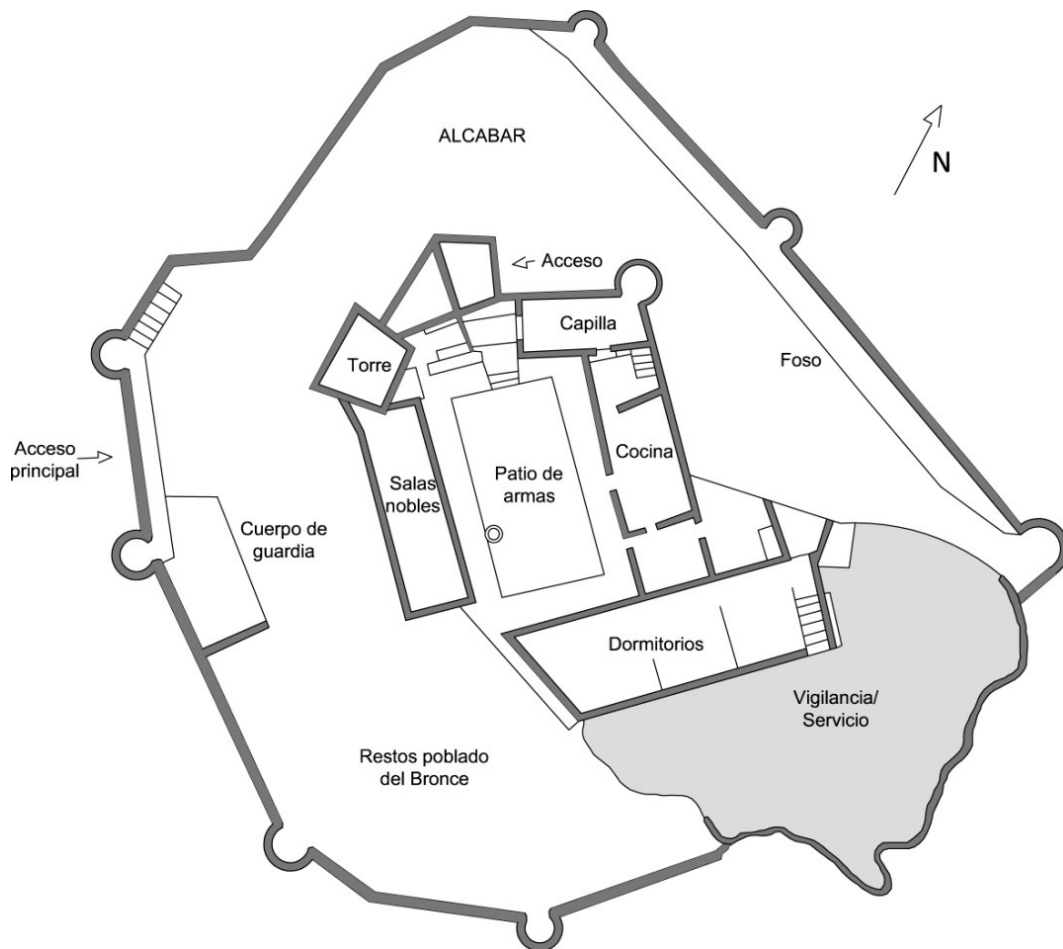 ALCABAR
N
Acceso
Capilla
Torre
Foso
Acceso
principal
Cocina
Salas
nobles
Patio de
armas
Cuerpo de
guardia
Dormitorios
Vigilancia/
Servicio
Restos poblado
del Bronce